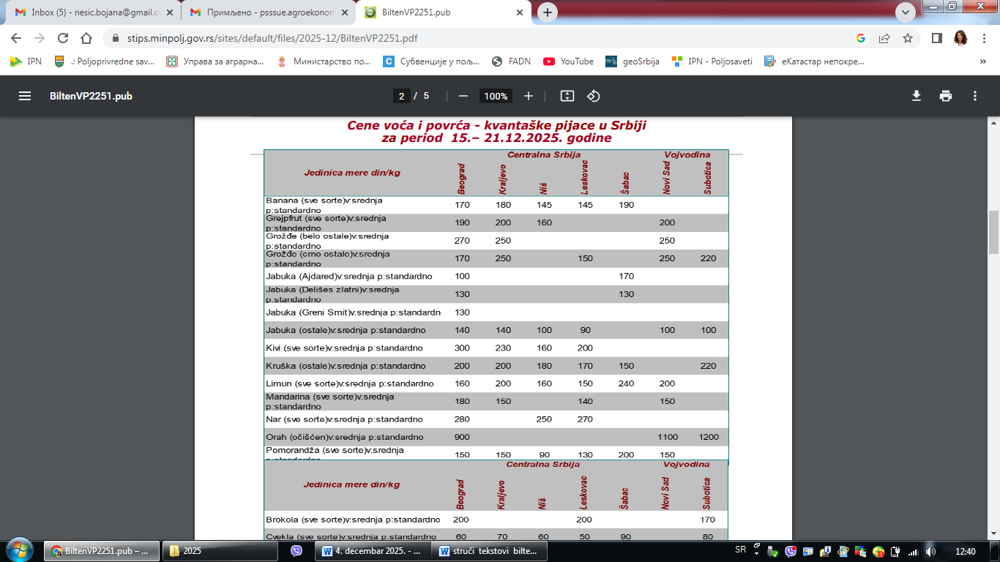 Inbox (5) - nesic.bojana@gmail.c
Примљено - psssue.agroekonom
BiltenVP2251.pub
stips.minpolj.gov.rs/sites/default/files/2025-12/BiltenVP2251.pdf
IPN
.: Poljoprivredne sav...
Управа за аграрна...
Министарство по...
Субвенције у пољ...
FADN
YouTube
geoSrbija
IPN - Poljosaveti
еКатастар непокре...
»
BiltenVP2251.pub
2 / 5
100%
Cene voća i povrća - kvantaške pijace u Srbiji
za period 15.– 21.12.2025. godine
Centralna Srbija Vojvodina
Jedinica mere din/kg Beograd Kraljevo Niš Leskovac Šabac Novi Sad Subotica
Banana (sve sorte)v:srednja
p:standardno 170 180 145 145 190
Grejpfrut (sve sorte)v:srednja
p:standardno 190 200 160 200
Grožđe (belo ostale)v:srednja
p:standardno 270 250 250
Grožđe (crno ostale)v:srednja
p:standardno 170 250 150 250 220
Jabuka (Ajdared)v:srednja p:standardno 100 170
Jabuka (Delišes zlatni)v:srednja
p:standardno 130 130
Jabuka (Greni Smit)v:srednja p:standardn 130
Jabuka (ostale)v:srednja p:standardno 140 140 100 90 100 100
Kivi (sve sorte)v:srednja p:standardno 300 230 160 200
Kruška (ostale)v:srednja p:standardno 200 200 180 170 150 220
Limun (sve sorte)v:srednja p:standardno 160 200 160 150 240 200
Mandarina (sve sorte)v:srednja
p:standardno 180 150 140 150
Nar (sve sorte)v:srednja p:standardno 280 250 270
Orah (očišćen)v:srednja p:standardno 900 1100 1200
Pomorandža (sve sorte)v:srednja
p:standardno 150 150 90 130 200 150
Centralna Srbija Vojvodina
Jedinica mere din/kg Beograd Kraljevo Niš Leskovac Šabac Novi Sad Subotica
Brokola (sve sorte)v:srednja p:standardno 200 200 170
Cvekla (sve sorte)v:srednja p:standardno 60 70 60 50 90 80
BiltenVP2251.pub – ...
2025
4. decembar 2025. - ...
stručl tekstovi bilte...
SR
12:40